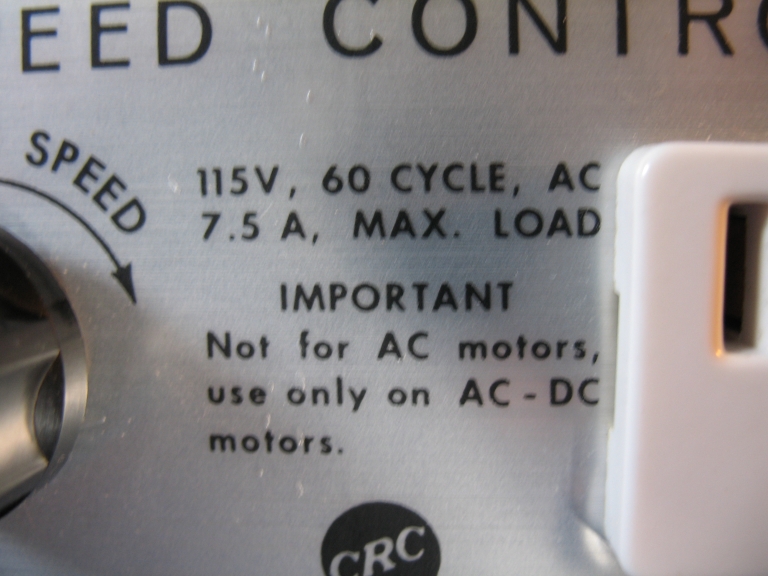 EED CONTR
SPEED
115V, 60 CYCLE, AC
7.5 A, MAX. LOAD
IMPORTANT
Not for AC motors,
use only on AC-DC
motors.
CRC